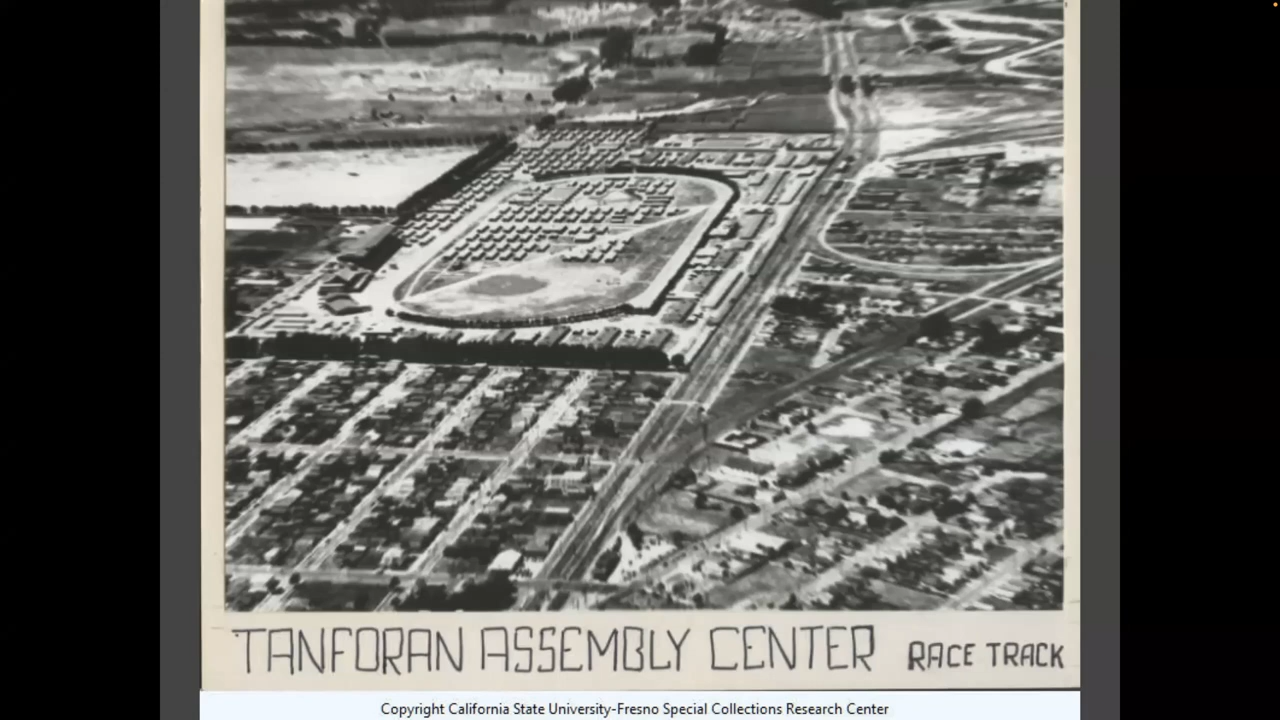 TANFORAN ASSEMBLY CENTER RACE TRACK
Copyright California State University-Fresno Special Collections Research Center